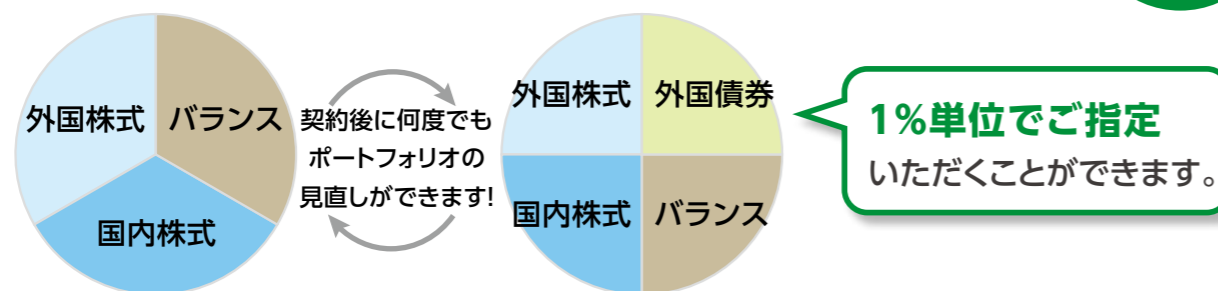 外国株式
バランス
国内株式
契約後に何度でも
ポートフォリオの
見直しができます!
外国株式
外国債券
国内株式
バランス
1%単位でご指定
いただくことができます。